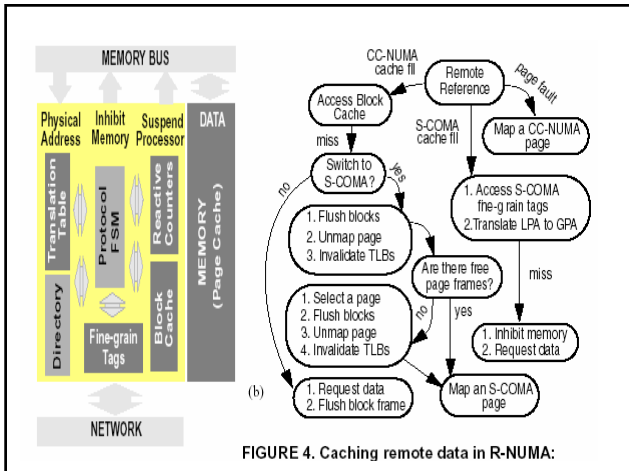 MEMORY BUS
Physical
Address
Inhibit
Memory
Suspend
Processor
DATA
Translation
Table
Protocol
FSM
Reactive
Counters
MEMORY
(Page Cache)
Directory
Fine-grain
Tags
Block
Cache
NETWORK
(b)
CC-NUMA
cache fll
Remote
Reference
page fault
Access Block
Cache
S-COMA
cache fll
Map a CC-NUMA
page
miss
Switch to
S-COMA?
no
yes
1. Access S-COMA
fne-g rain tags
2.Translate LPA to GPA
1. Flush blocks
2. Unmap page
3. Invalidate TLBs
Are there free
page frames?
miss
1. Select a page
2. Flush blocks
3. Unmap page
4. Invalidate TLBs
no
yes
1. Inhibit memory
2. Request data
1. Request data
2. Flush block frame
Map an S-COMA
page
FIGURE 4. Caching remote data in R-NUMA: